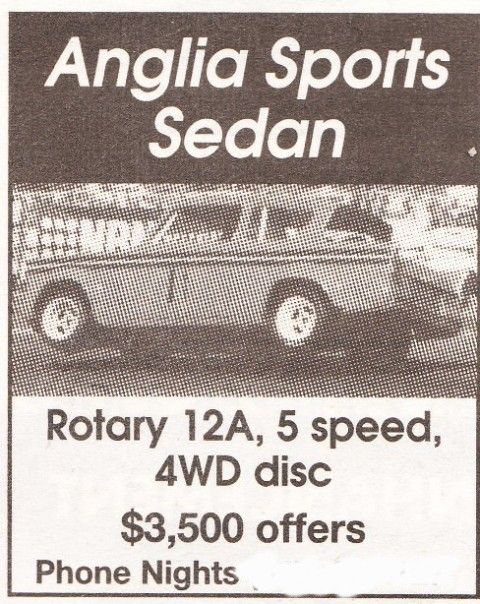 Anglia Sports
Sedan
Rotary 12A, 5 speed,
4WD disc
$3,500 offers
Phone Nights